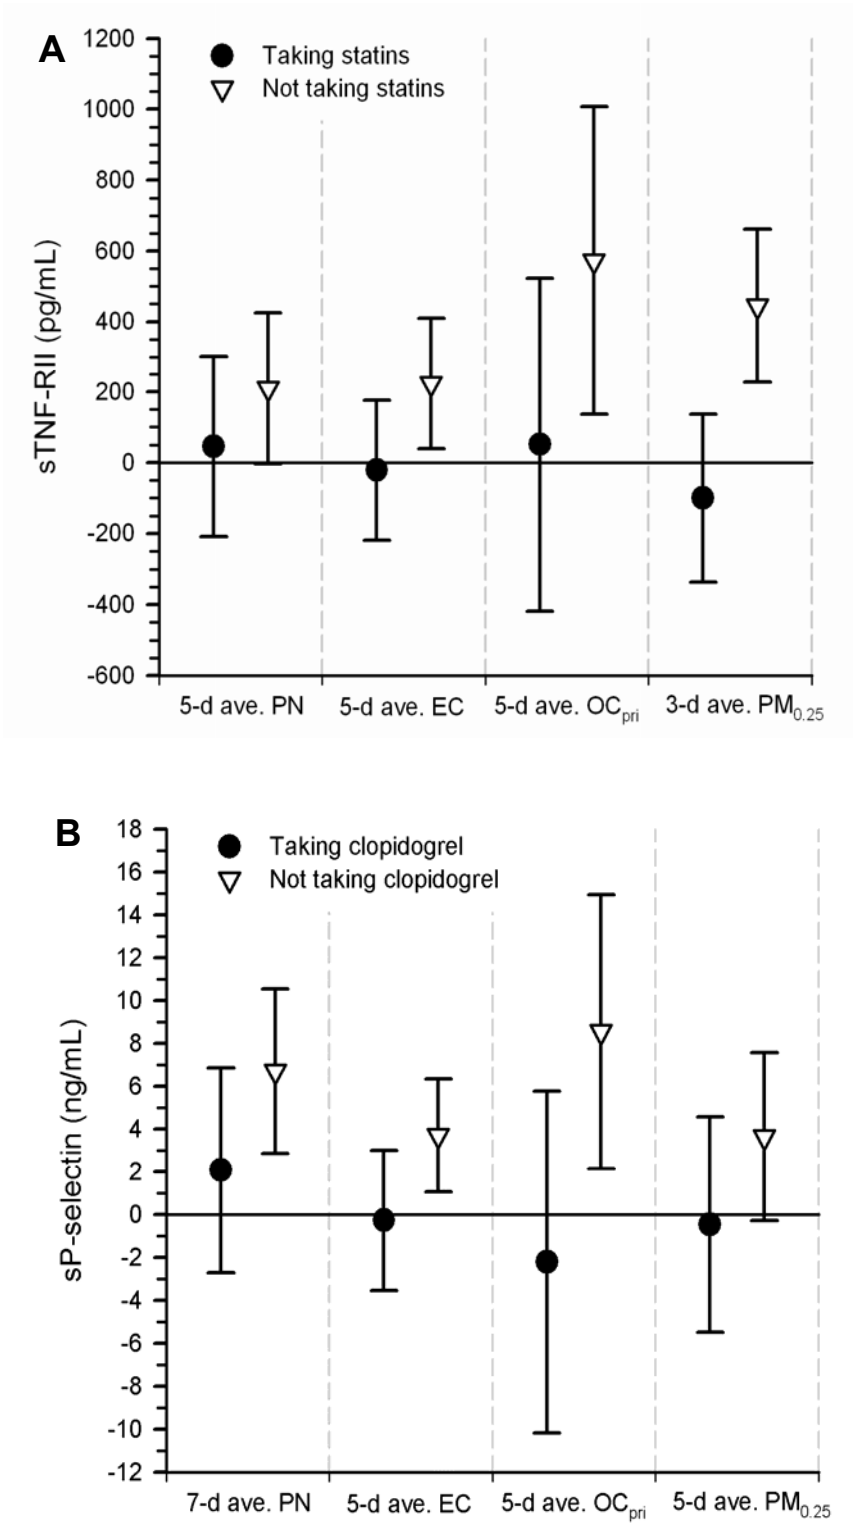 A
1200
1000
800
600
400
200
0
-200
-400
-600
sTNF-RII (pg/mL)
Taking statins
Not taking statins
5-d ave. PN 5-d ave. EC 5-d ave. OCpri 3-d ave. PM0.25
B
18
16
14
12
10
8
6
4
2
0
-2
-4
-6
-8
-10
-12
sP-selectin (ng/mL)
Taking clopidogrel
Not taking clopidogrel
7-d ave. PN 5-d ave. EC 5-d ave. OCpri 5-d ave. PM0.25